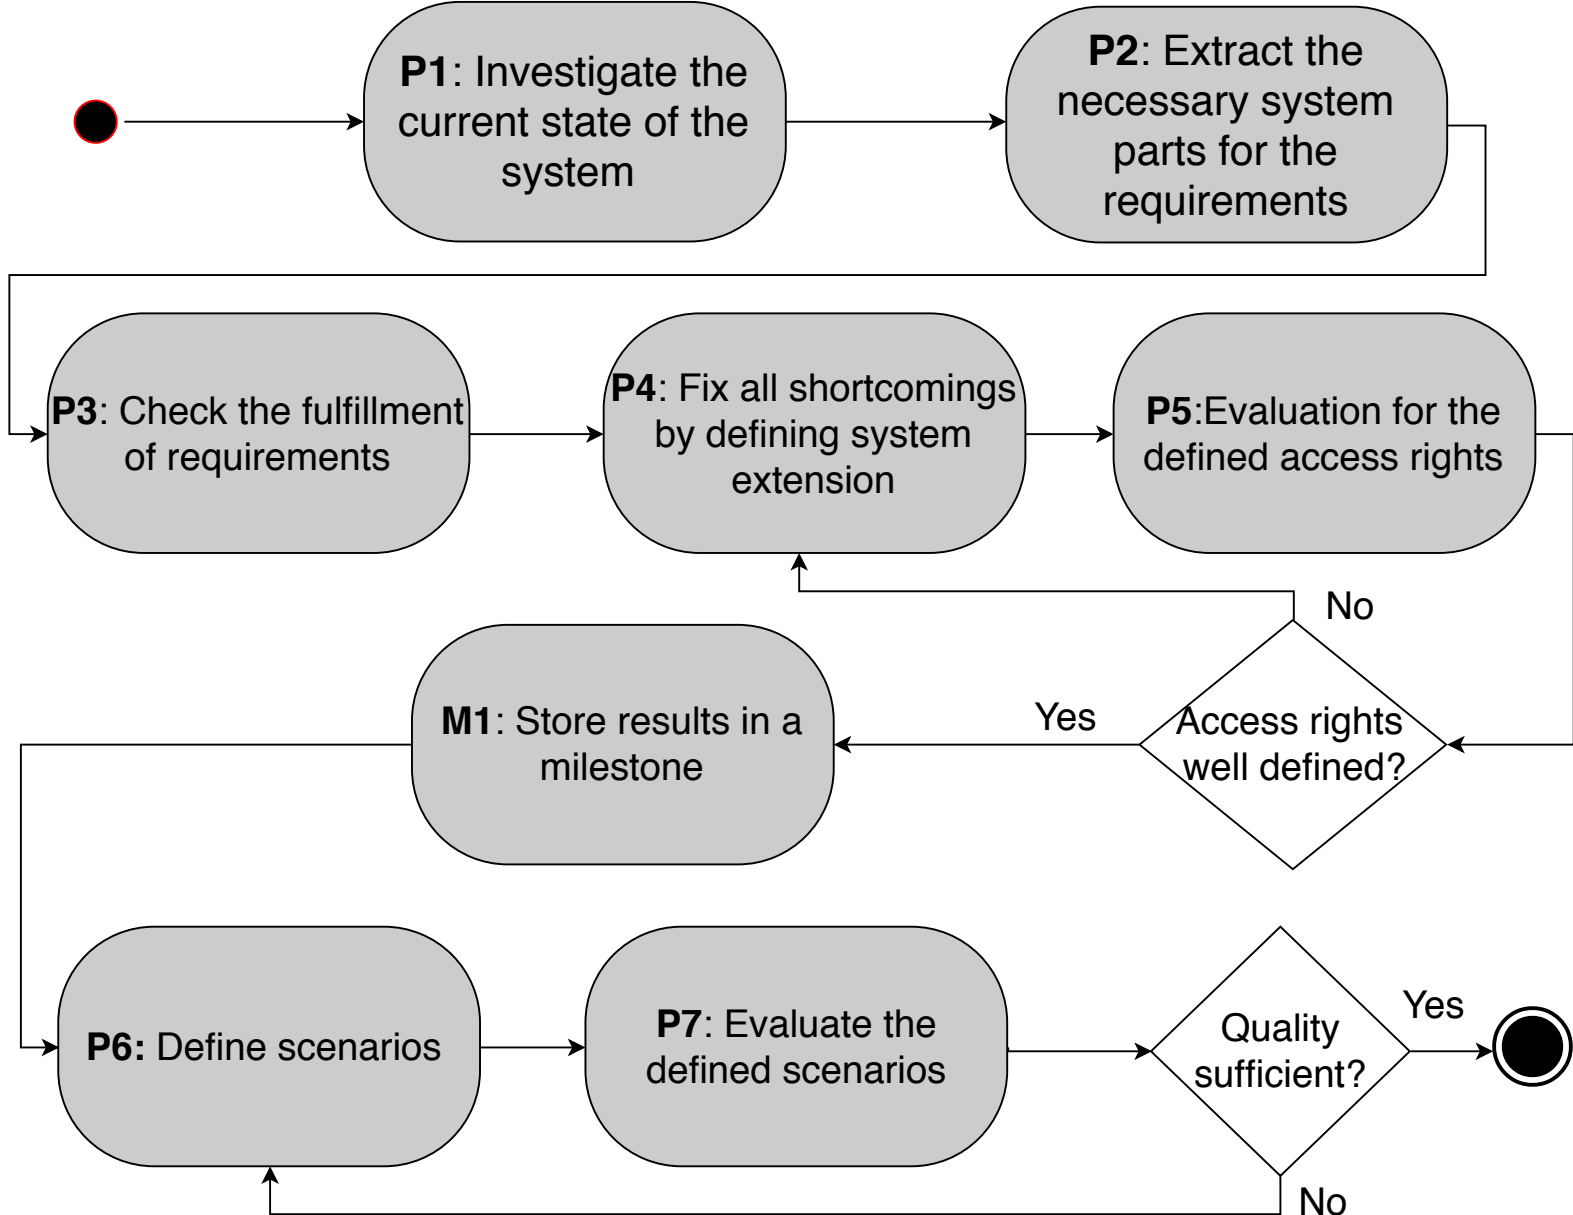 P1: Investigate the
current state of the
system
P2: Extract the
necessary system
parts for the
requirements
P3: Check the fulfillment
of requirements
P4: Fix all shortcomings
by defining system
extension
P5:Evaluation for the
defined access rights
No
M1: Store results in a
milestone
Yes
Access rights
well defined?
P6: Define scenarios
P7: Evaluate the
defined scenarios
Quality
sufficient?
Yes
No